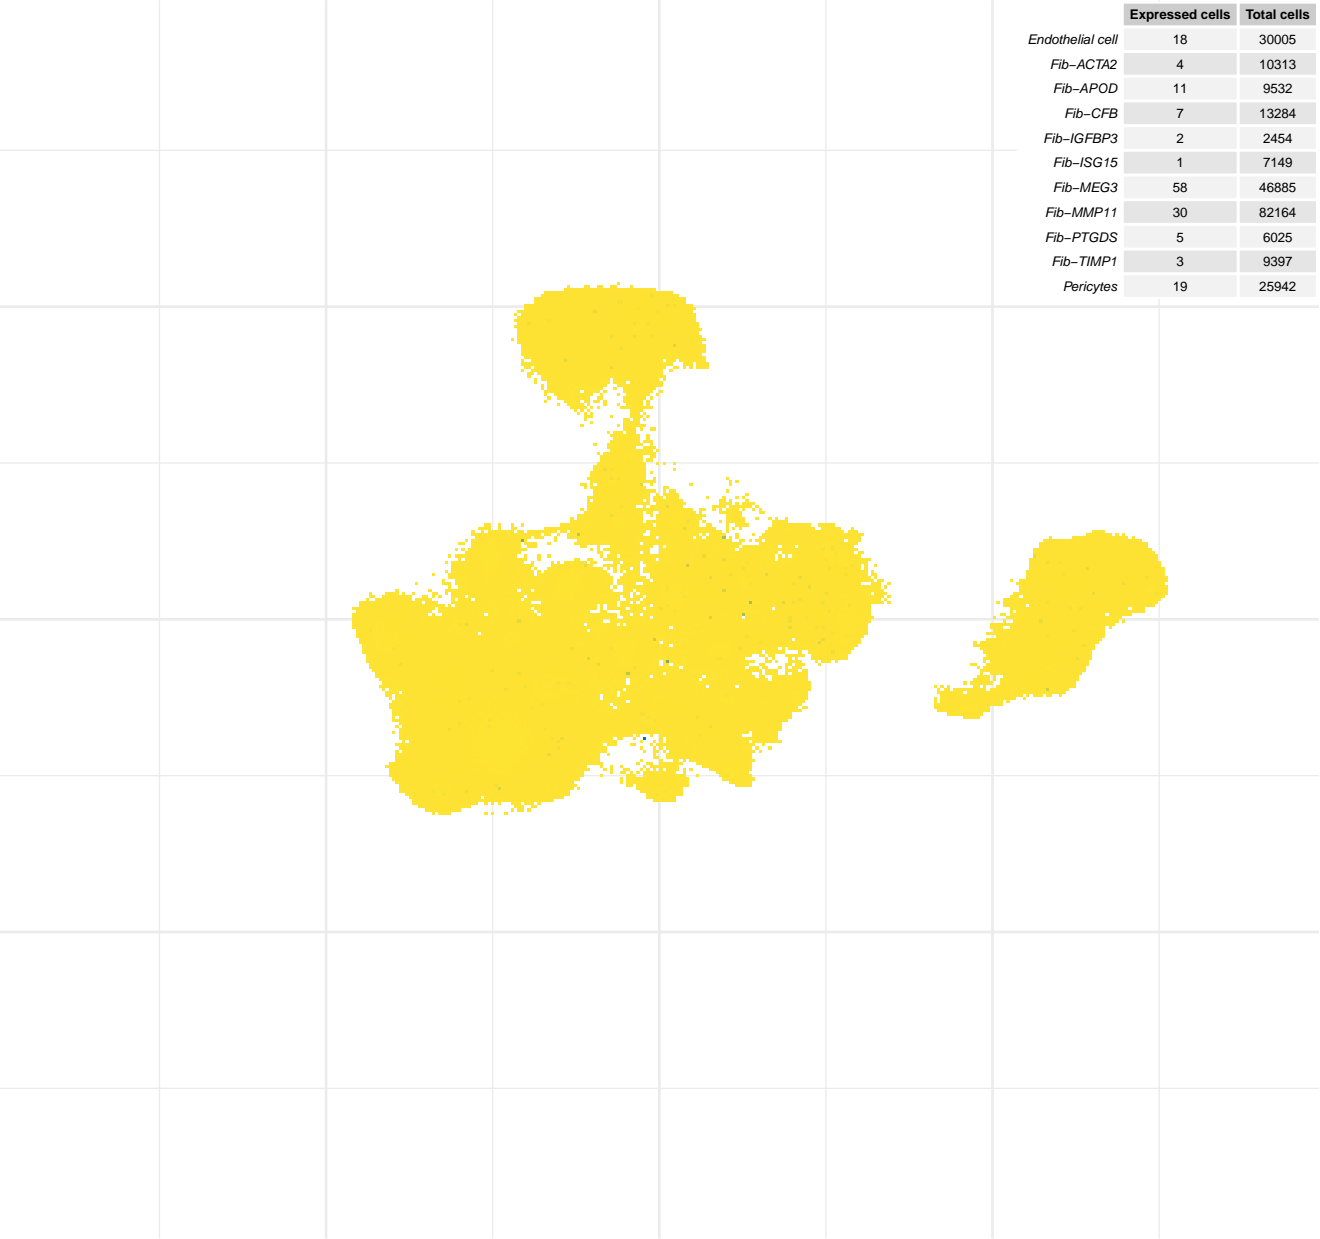 Expressed cells Total cells
Endothelial cell 18 30005
Fib−ACTA2 4 10313
Fib−APOD 11 9532
Fib−CFB 7 13284
Fib−IGFBP3 2 2454
Fib−ISG15 1 7149
Fib−MEG3 58 46885
Fib−MMP11 30 82164
Fib−PTGDS 5 6025
Fib−TIMP1 3 9397
Pericytes 19 25942